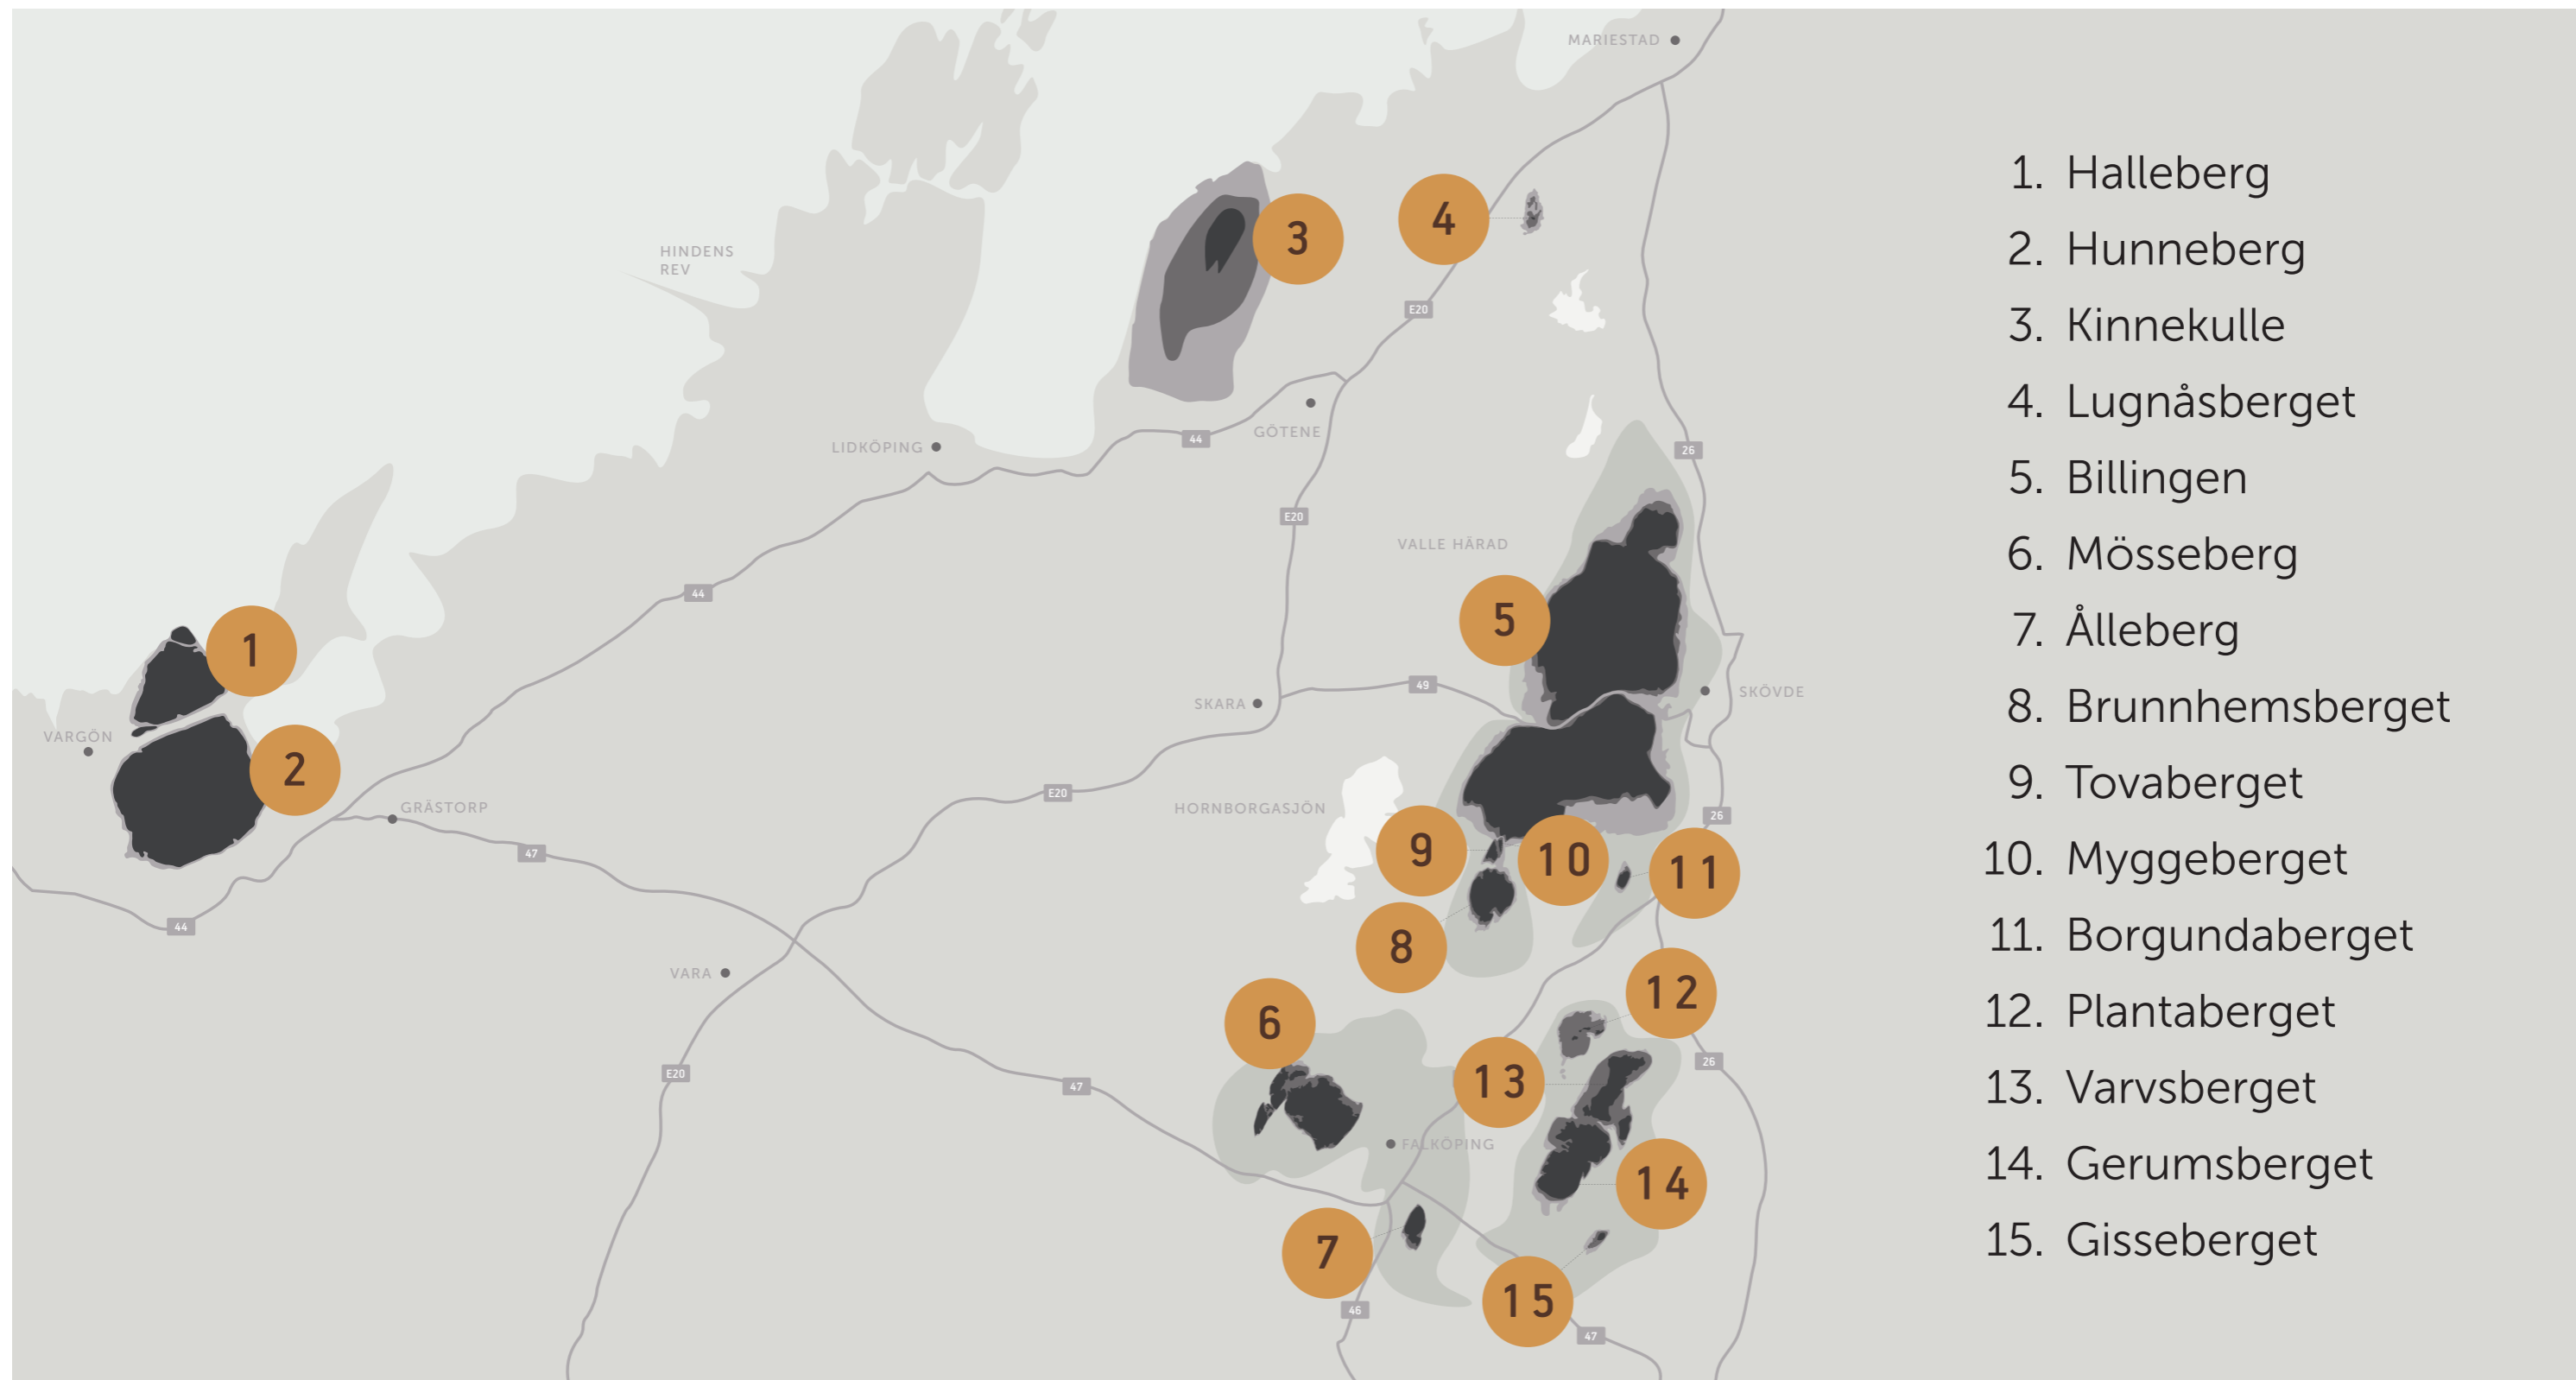 MARIESTAD
4
3
HINDENS
REV
E20
GÖTENE
44
LIDKÖPING
26
E20
VALLE HÄRAD
44
5
1
49
SKÖVDE
SKARA
VARGÖN
2
E20
GRÄSTORP
HORNBORGASJÖN
26
47
9
10
11
44
8
VARA
12
6
26
E20
13
47
FALKÖPING
14
7
15
46
47
1. Halleberg
2. Hunneberg
3. Kinnekulle
4. Lugnåsberget
5. Billingen
6. Mösseberg
7. Ålleberg
8. Brunnhemsberget
9. Tovaberget
10. Myggeberget
11. Borgundaberget
12. Plantaberget
13. Varvsberget
14. Gerumsberget
15. Gisseberget